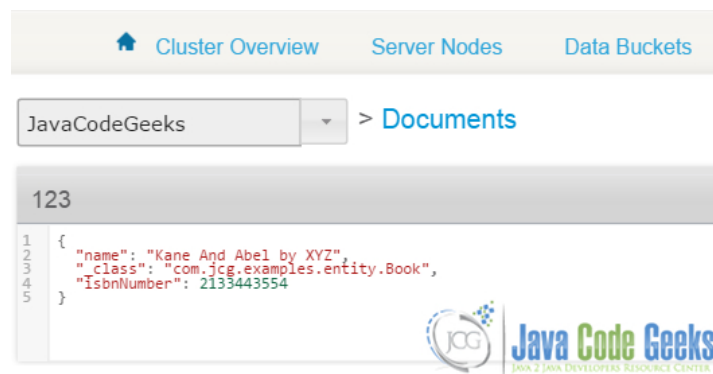 Cluster Overview Server Nodes Data Buckets
JavaCodeGeeks > Documents
123
1 {
2 "name": "Kane And Abel by XYZ",
3 "_class": "com.jcg.examples.entity.Book",
4 "isbnNumber": 2133443554
5 }
JCG Java Code Geeks
JAVA 2 JAVA DEVELOPERS RESOURCE CENTER